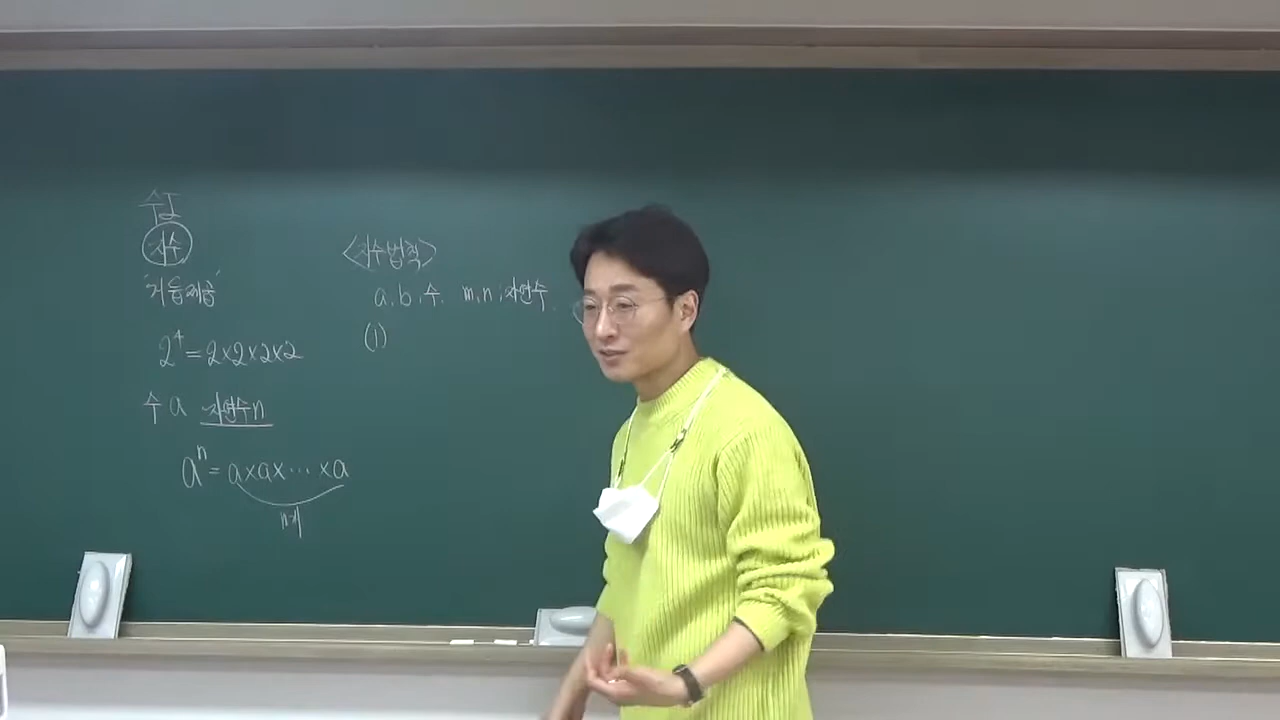 수I
지수
'거듭제곱'
2⁴=2×2×2×2
수 a 자연수 n
aⁿ=a×a×⋯×a
n개
<지수법칙>
a, b : 수. m, n : 자연수.
(1)